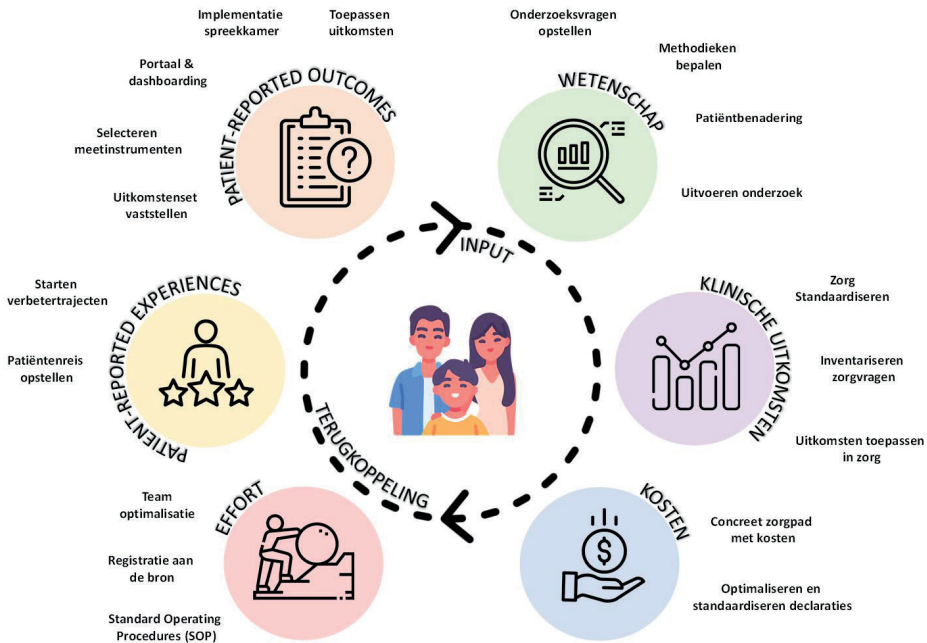 Implementatie
spreekkamer
Toepassen
uitkomsten
Portaal &
dashboarding
Selecteren
meetinstrumenten
Uitkomstenset
vaststellen
PATIENT-REPORTED OUTCOMES
Onderzoeksvragen
opstellen
Methodieken
bepalen
Patiëntbenadering
Uitvoeren onderzoek
WETENSCHAP
INPUT
Starten
verbetertrajecten
Patiëntenreis
opstellen
PATIENT-REPORTED EXPERIENCES
Zorg
Standaardiseren
Inventariseren
zorgvragen
Uitkomsten toepassen
in zorg
KLINISCHE UITKOMSTEN
TERUGKOPPELING
Team
optimalisatie
Registratie aan
de bron
Standard Operating
Procedures (SOP)
EFFORT
KOSTEN
Concreet zorgpad
met kosten
Optimaliseren en
standaardiseren declaraties
?
$